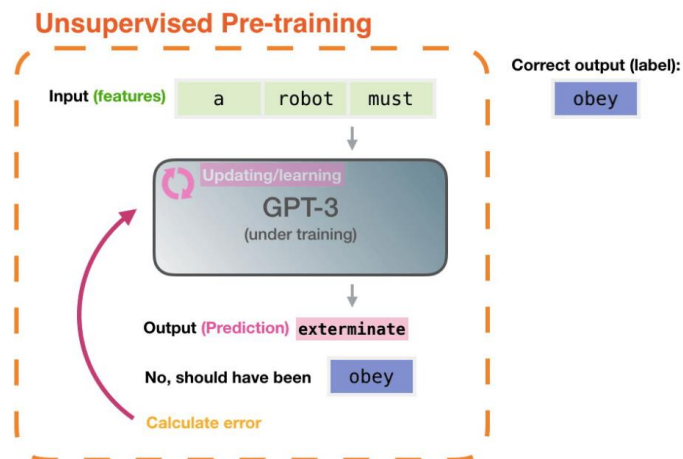 Unsupervised Pre-training
Correct output (label):
obey
Input (features) a robot must
Updating/learning
GPT-3
(under training)
Output (Prediction) exterminate
No, should have been obey
Calculate error